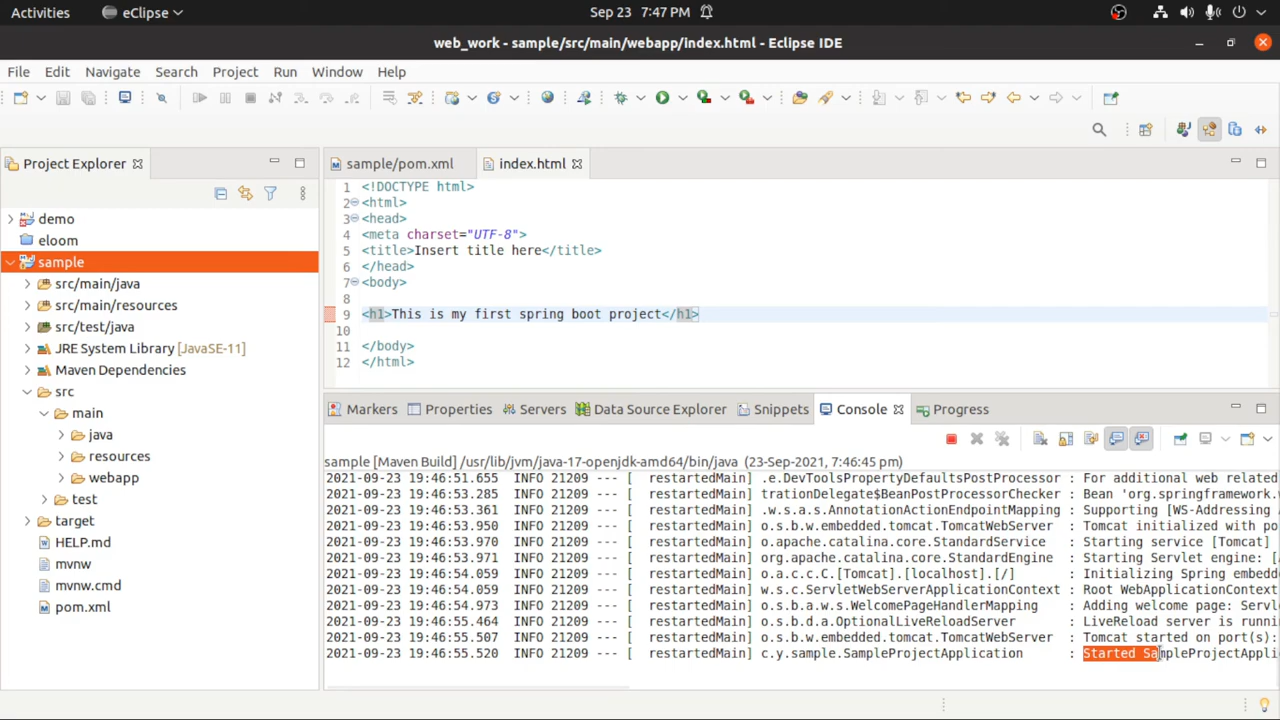 Activities
eClipse
Sep 23 7:47 PM
web_work - sample/src/main/webapp/index.html - Eclipse IDE
File Edit Navigate Search Project Run Window Help
Project Explorer
demo
eloom
sample
src/main/java
src/main/resources
src/test/java
JRE System Library [JavaSE-11]
Maven Dependencies
src
main
java
resources
webapp
test
target
HELP.md
mvnw
mvnw.cmd
pom.xml
sample/pom.xml
index.html
1 <!DOCTYPE html>
2 <html>
3 <head>
4 <meta charset="UTF-8">
5 <title>Insert title here</title>
6 </head>
7 <body>
8
9 <h1>This is my first spring boot project</h1>
10
11 </body>
12 </html>
Markers Properties Servers Data Source Explorer Snippets Console Progress
sample [Maven Build] /usr/lib/jvm/java-17-openjdk-amd64/bin/java (23-Sep-2021, 7:46:45 pm)
2021-09-23 19:46:51.655 INFO 21209 --- [ restartedMain] .e.DevToolsPropertyDefaultsPostProcessor : For additional web related
2021-09-23 19:46:53.285 INFO 21209 --- [ restartedMain] trationDelegate$BeanPostProcessorChecker : Bean 'org.springframework.
2021-09-23 19:46:53.361 INFO 21209 --- [ restartedMain] .w.s.a.s.AnnotationActionEndpointMapping : Supporting [WS-Addressing
2021-09-23 19:46:53.950 INFO 21209 --- [ restartedMain] o.s.b.w.embedded.tomcat.TomcatWebServer : Tomcat initialized with po
2021-09-23 19:46:53.970 INFO 21209 --- [ restartedMain] o.apache.catalina.core.StandardService : Starting service [Tomcat]
2021-09-23 19:46:53.971 INFO 21209 --- [ restartedMain] org.apache.catalina.core.StandardEngine : Starting Servlet engine: [
2021-09-23 19:46:54.059 INFO 21209 --- [ restartedMain] o.a.c.c.C.[Tomcat].[localhost].[/] : Initializing Spring embedd
2021-09-23 19:46:54.059 INFO 21209 --- [ restartedMain] w.s.c.ServletWebServerApplicationContext : Root WebApplicationContext
2021-09-23 19:46:54.973 INFO 21209 --- [ restartedMain] o.s.b.a.w.s.WelcomePageHandlerMapping : Adding welcome page: Servl
2021-09-23 19:46:55.464 INFO 21209 --- [ restartedMain] o.s.b.d.a.OptionalLiveReloadServer : LiveReload server is runni
2021-09-23 19:46:55.507 INFO 21209 --- [ restartedMain] o.s.b.w.embedded.tomcat.TomcatWebServer : Tomcat started on port(s):
2021-09-23 19:46:55.520 INFO 21209 --- [ restartedMain] c.y.sample.SampleProjectApplication : Started SampleProjectAppli